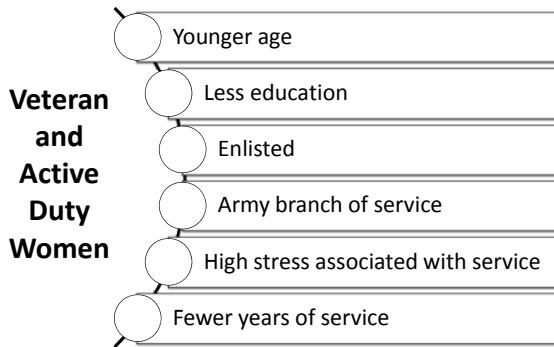 Veteran
and
Active
Duty
Women
Younger age
Less education
Enlisted
Army branch of service
High stress associated with service
Fewer years of service